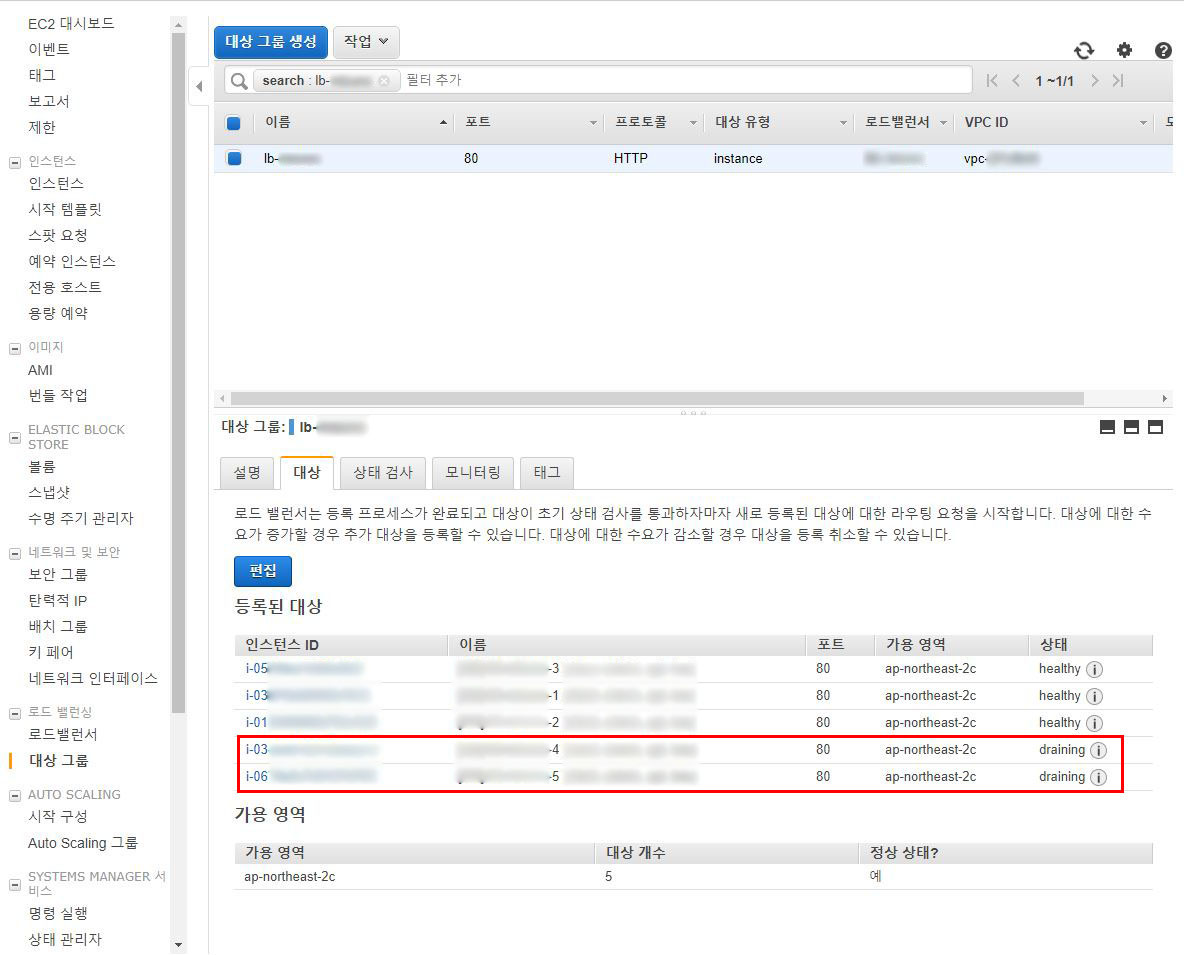 EC2 대시보드
이벤트
태그
보고서
제한
인스턴스
인스턴스
시작 템플릿
스팟 요청
예약 인스턴스
전용 호스트
용량 예약
이미지
AMI
번들 작업
ELASTIC BLOCK
STORE
볼륨
스냅샷
수명 주기 관리자
네트워크 및 보안
보안 그룹
탄력적 IP
배치 그룹
키 페어
네트워크 인터페이스
로드 밸런싱
로드밸런서
대상 그룹
AUTO SCALING
시작 구성
Auto Scaling 그룹
SYSTEMS MANAGER 서
비스
명령 실행
상태 관리자
대상 그룹 생성 작업
search : lb- 필터 추가 1 ~1/1
이름 포트 프로토콜 대상 유형 로드밸런서 VPC ID
lb- 80 HTTP instance vpc-
대상 그룹: lb-
설명 대상 상태 검사 모니터링 태그
로드 밸런서는 등록 프로세스가 완료되고 대상이 초기 상태 검사를 통과하자마자 새로 등록된 대상에 대한 라우팅 요청을 시작합니다. 대상에 대한 수
요가 증가할 경우 추가 대상을 등록할 수 있습니다. 대상에 대한 수요가 감소할 경우 대상을 등록 취소할 수 있습니다.
편집
등록된 대상
인스턴스 ID 이름 포트 가용 영역 상태
i-05 -3 80 ap-northeast-2c healthy
i-03 -1 80 ap-northeast-2c healthy
i-01 -2 80 ap-northeast-2c healthy
i-03 -4 80 ap-northeast-2c draining
i-06 -5 80 ap-northeast-2c draining
가용 영역
가용 영역 대상 개수 정상 상태?
ap-northeast-2c 5 예